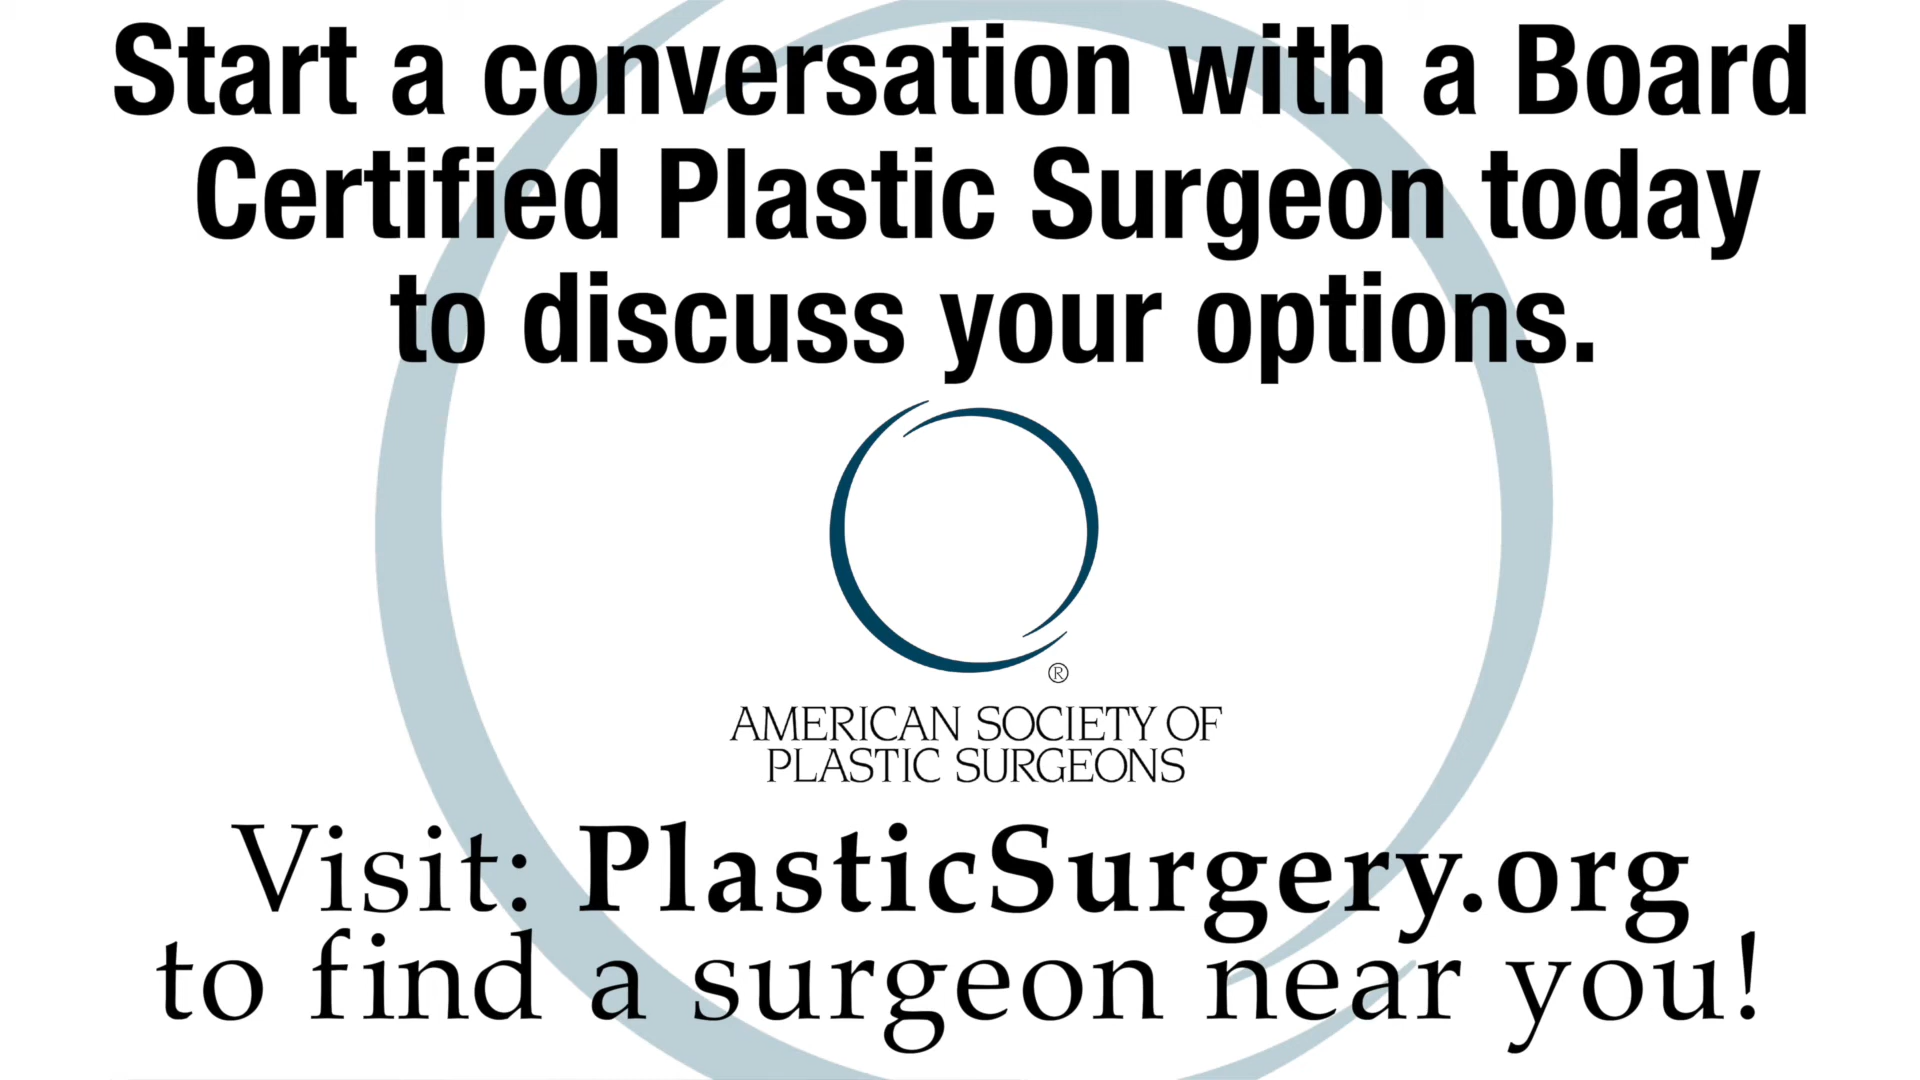 Start a conversation with a Board
Certified Plastic Surgeon today
to discuss your options.
®
AMERICAN SOCIETY OF
PLASTIC SURGEONS
Visit: PlasticSurgery.org
to find a surgeon near you!